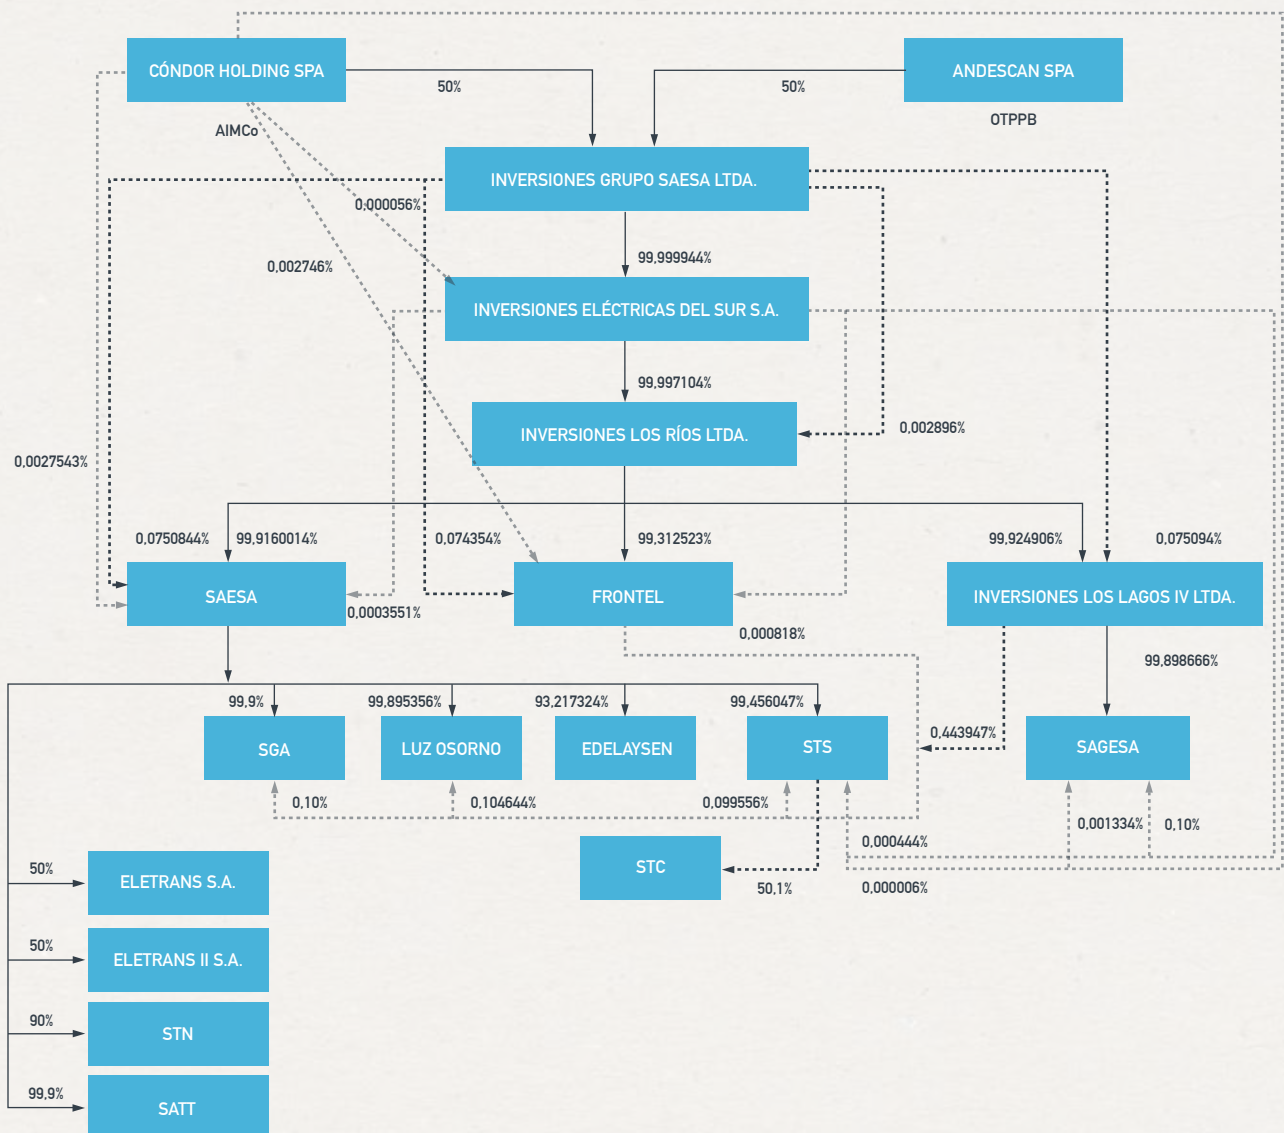 CÓNDOR HOLDING SPA
ANDESCAN SPA
50%
50%
AIMCo
OTPPB
INVERSIONES GRUPO SAESA LTDA.
0,000056%
0,002746%
99,999944%
INVERSIONES ELÉCTRICAS DEL SUR S.A.
99,997104%
INVERSIONES LOS RÍOS LTDA.
0,002896%
0,0027543%
0,0750844%
99,9160014%
0,074354%
99,312523%
99,924906%
0,075094%
SAESA
FRONTEL
INVERSIONES LOS LAGOS IV LTDA.
0,0003551%
0,000818%
99,898666%
99,9%
99,895356%
93,217324%
99,456047%
0,443947%
SGA
LUZ OSORNO
EDELAYSEN
STS
SAGESA
0,10%
0,104644%
0,099556%
0,001334%
0,10%
0,000444%
STC
50,1%
0,000006%
50%
ELETRANS S.A.
50%
ELETRANS II S.A.
90%
STN
99,9%
SATT